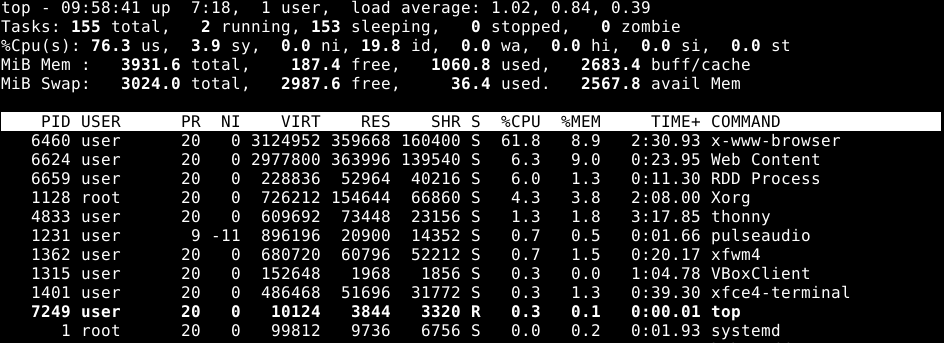 top - 09:58:41 up  7:18,  1 user,  load average: 1.02, 0.84, 0.39
Tasks: 155 total,   2 running, 153 sleeping,   0 stopped,   0 zombie
%Cpu(s): 76.3 us,  3.9 sy,  0.0 ni, 19.8 id,  0.0 wa,  0.0 hi,  0.0 si,  0.0 st
MiB Mem :   3931.6 total,    187.4 free,   1060.8 used,   2683.4 buff/cache
MiB Swap:   3024.0 total,   2987.6 free,     36.4 used.   2567.8 avail Mem
PID USER      PR  NI    VIRT    RES    SHR S  %CPU  %MEM     TIME+ COMMAND
6460 user      20   0 3124952 359668 160400 S  61.8   8.9   2:30.93 x-www-browser
6624 user      20   0 2977800 363996 139540 S   6.3   9.0   0:23.95 Web Content
6659 user      20   0  228836  52964  40216 S   6.0   1.3   0:11.30 RDD Process
1128 root      20   0  726212 154644  66860 S   4.3   3.8   2:08.00 Xorg
4833 user      20   0  609692  73448  23156 S   1.3   1.8   3:17.85 thonny
1231 user       9 -11  896196  20900  14352 S   0.7   0.5   0:01.66 pulseaudio
1362 user      20   0  680720  60796  52212 S   0.7   1.5   0:20.17 xfwm4
1315 user      20   0  152648   1968   1856 S   0.3   0.0   1:04.78 VBoxClient
1401 user      20   0  486468  51696  31772 S   0.3   1.3   0:39.30 xfce4-terminal
7249 user      20   0   10124   3844   3320 R   0.3   0.1   0:00.01 top
1 root      20   0   99812   9736   6756 S   0.0   0.2   0:01.93 systemd